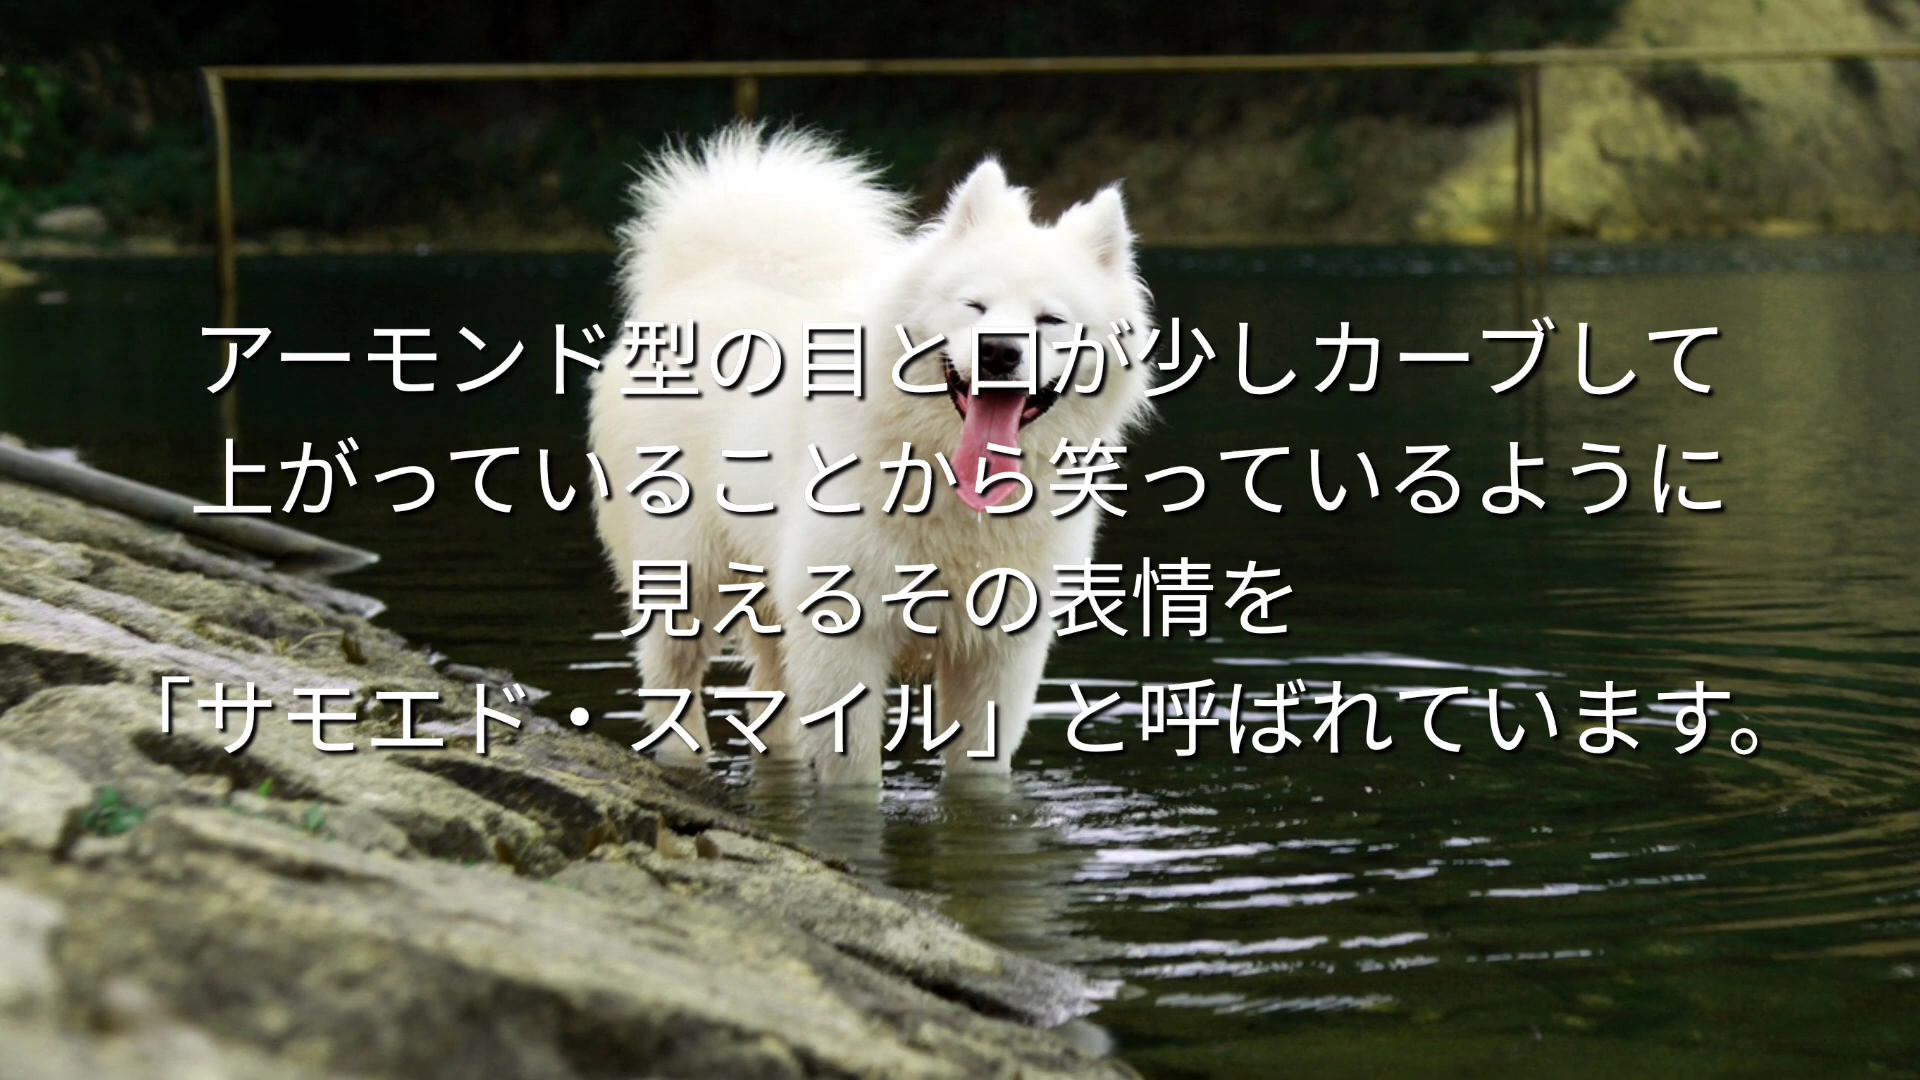 アーモンド型の目と口が少しカーブして
上がっていることから笑っているように
見えるその表情を
「サモエド・スマイル」と呼ばれています。